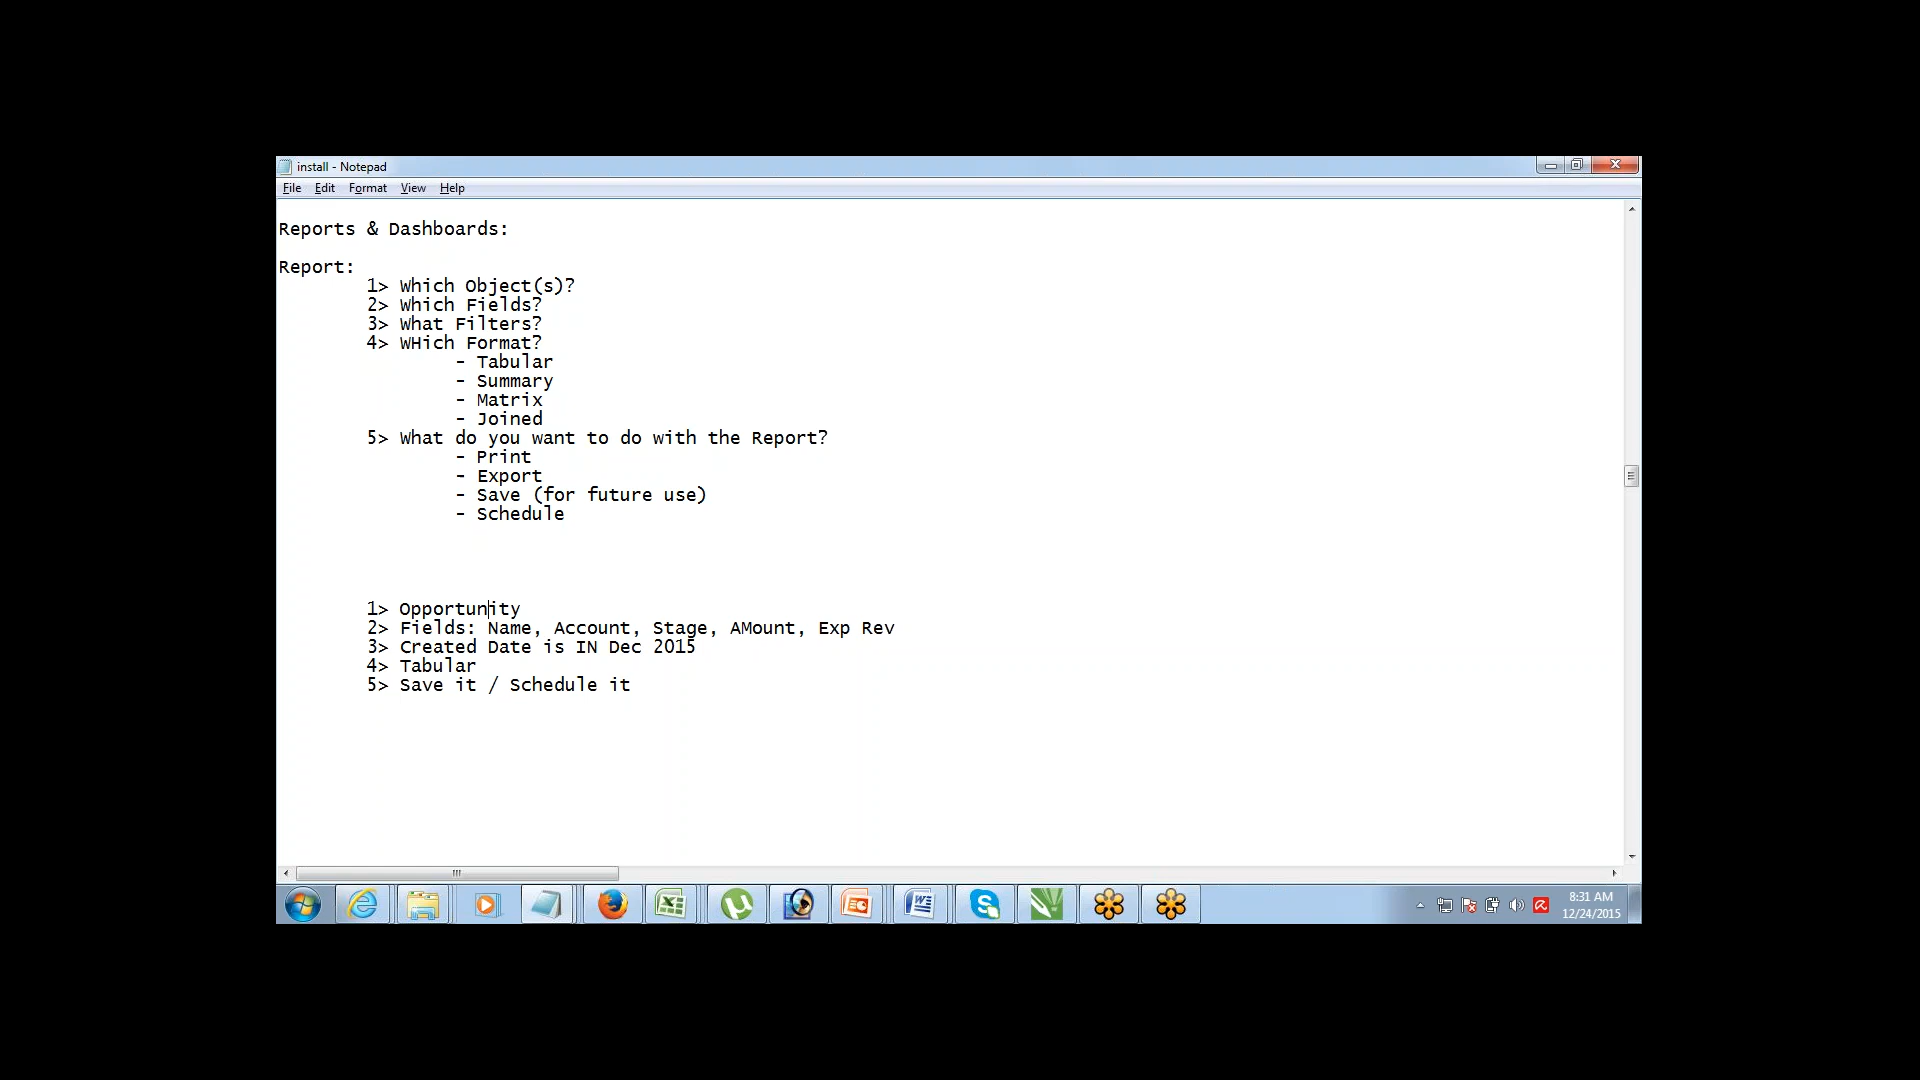 install - Notepad
File Edit Format View Help
Reports & Dashboards:
Report:
1> Which Object(s)?
2> Which Fields?
3> What Filters?
4> WHich Format?
- Tabular
- Summary
- Matrix
- Joined
5> What do you want to do with the Report?
- Print
- Export
- Save (for future use)
- Schedule
1> Opportunity
2> Fields: Name, Account, Stage, AMount, Exp Rev
3> Created Date is IN Dec 2015
4> Tabular
5> Save it / Schedule it
8:31 AM
12/24/2015